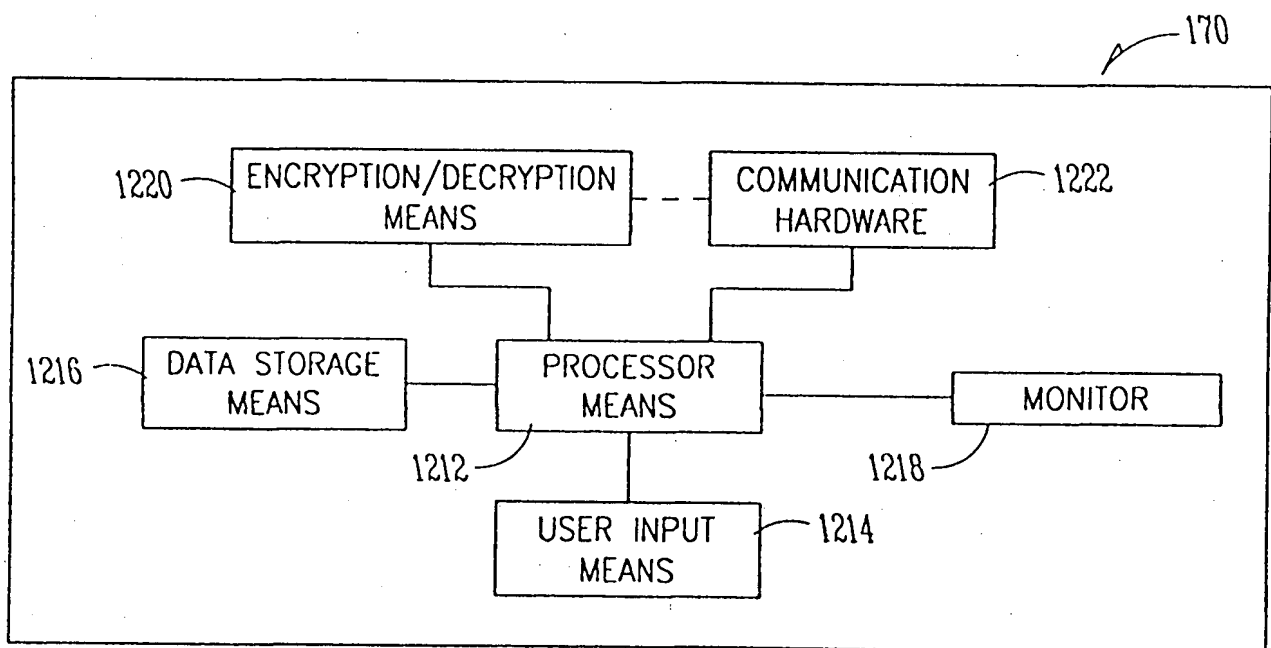 170
1220
ENCRYPTION/DECRYPTION
MEANS
COMMUNICATION
HARDWARE
1222
1216
DATA STORAGE
MEANS
PROCESSOR
MEANS
1212
MONITOR
1218
USER INPUT
MEANS
1214